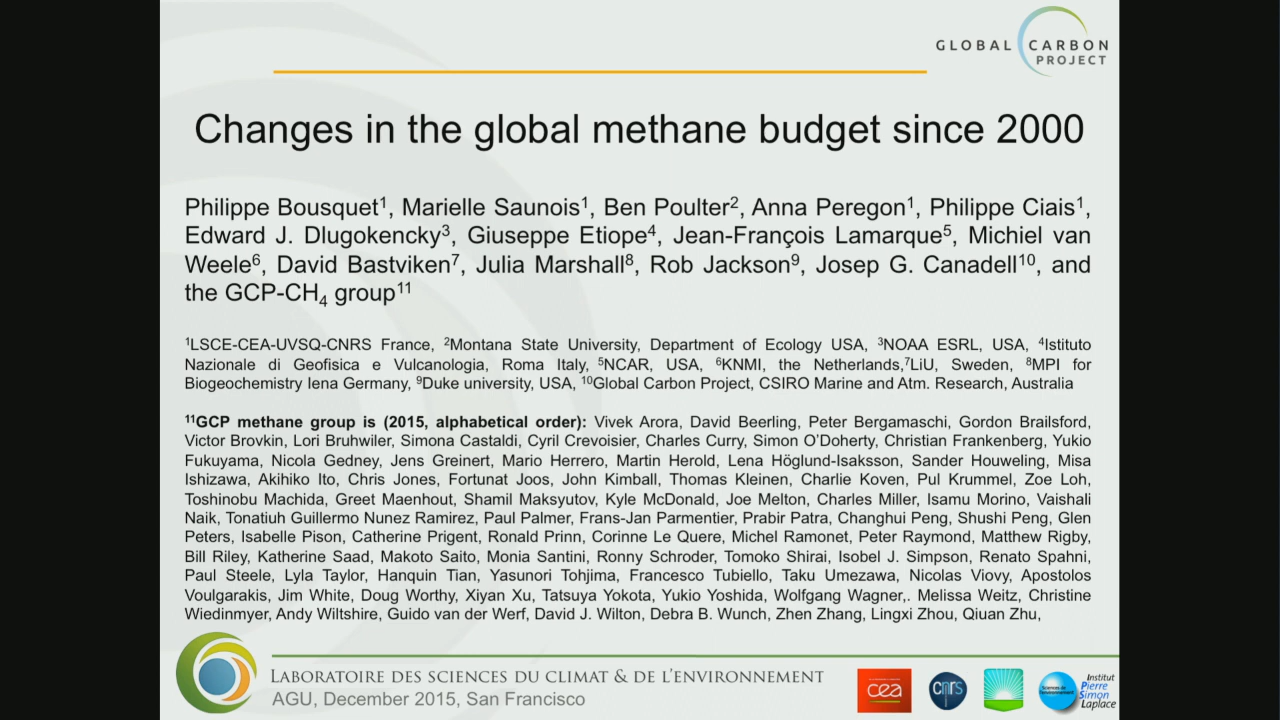 GLOBAL CARBON
PROJECT
Changes in the global methane budget since 2000
Philippe Bousquet¹, Marielle Saunois¹, Ben Poulter², Anna Peregon¹, Philippe Ciais¹,
Edward J. Dlugokencky³, Giuseppe Etiope⁴, Jean-François Lamarque⁵, Michiel van
Weele⁶, David Bastviken⁷, Julia Marshall⁸, Rob Jackson⁹, Josep G. Canadell¹⁰, and
the GCP-CH₄ group¹¹
¹LSCE-CEA-UVSQ-CNRS France, ²Montana State University, Department of Ecology USA, ³NOAA ESRL, USA, ⁴Istituto
Nazionale di Geofisica e Vulcanologia, Roma Italy, ⁵NCAR, USA, ⁶KNMI, the Netherlands,⁷LiU, Sweden, ⁸MPI for
Biogeochemistry Iena Germany, ⁹Duke university, USA, ¹⁰Global Carbon Project, CSIRO Marine and Atm. Research, Australia
¹¹GCP methane group is (2015, alphabetical order): Vivek Arora, David Beerling, Peter Bergamaschi, Gordon Brailsford,
Victor Brovkin, Lori Bruhwiler, Simona Castaldi, Cyril Crevoisier, Charles Curry, Simon O'Doherty, Christian Frankenberg, Yukio
Fukuyama, Nicola Gedney, Jens Greinert, Mario Herrero, Martin Herold, Lena Höglund-Isaksson, Sander Houweling, Misa
Ishizawa, Akihiko Ito, Chris Jones, Fortunat Joos, John Kimball, Thomas Kleinen, Charlie Koven, Pul Krummel, Zoe Loh,
Toshinobu Machida, Greet Maenhout, Shamil Maksyutov, Kyle McDonald, Joe Melton, Charles Miller, Isamu Morino, Vaishali
Naik, Tonatiuh Guillermo Nunez Ramirez, Paul Palmer, Frans-Jan Parmentier, Prabir Patra, Changhui Peng, Shushi Peng, Glen
Peters, Isabelle Pison, Catherine Prigent, Ronald Prinn, Corinne Le Quere, Michel Ramonet, Peter Raymond, Matthew Rigby,
Bill Riley, Katherine Saad, Makoto Saito, Monia Santini, Ronny Schroder, Tomoko Shirai, Isobel J. Simpson, Renato Spahni,
Paul Steele, Lyla Taylor, Hanquin Tian, Yasunori Tohjima, Francesco Tubiello, Taku Umezawa, Nicolas Viovy, Apostolos
Voulgarakis, Jim White, Doug Worthy, Xiyan Xu, Tatsuya Yokota, Yukio Yoshida, Wolfgang Wagner,. Melissa Weitz, Christine
Wiedinmyer, Andy Wiltshire, Guido van der Werf, David J. Wilton, Debra B. Wunch, Zhen Zhang, Lingxi Zhou, Qiuan Zhu,
LABORATOIRE DES SCIENCES DU CLIMAT & DE L'ENVIRONNEMENT
AGU, December 2015, San Francisco
cea
cnrs
Institut
Pierre
Simon
Laplace